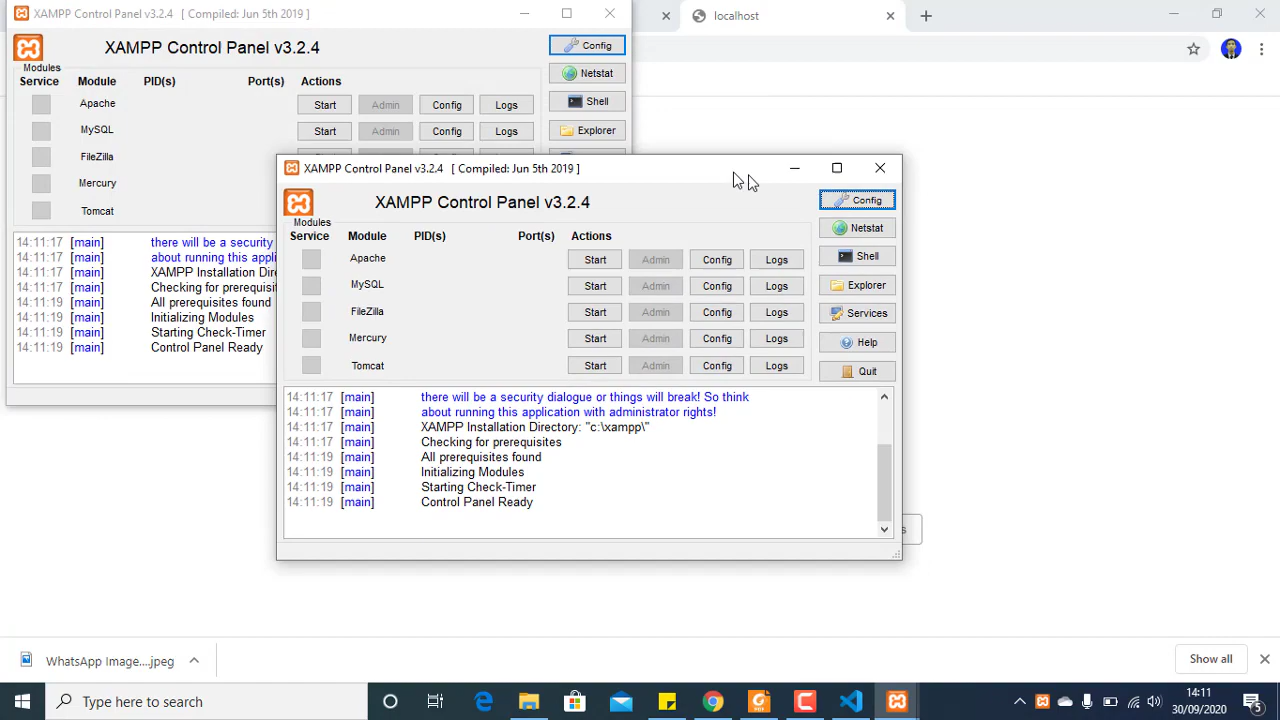 XAMPP Control Panel v3.2.4 [ Compiled: Jun 5th 2019 ]
localhost
XAMPP Control Panel v3.2.4
Config
Modules
Service Module PID(s) Port(s) Actions
Netstat
Apache Start Admin Config Logs
Shell
MySQL Start Admin Config Logs
Explorer
FileZilla
Mercury
Tomcat
14:11:17 [main] there will be a security
14:11:17 [main] about running this appli
14:11:17 [main] XAMPP Installation Dire
14:11:17 [main] Checking for prerequisit
14:11:19 [main] All prerequisites found
14:11:19 [main] Initializing Modules
14:11:19 [main] Starting Check-Timer
14:11:19 [main] Control Panel Ready
XAMPP Control Panel v3.2.4 [ Compiled: Jun 5th 2019 ]
XAMPP Control Panel v3.2.4
Config
Modules
Service Module PID(s) Port(s) Actions
Netstat
Apache Start Admin Config Logs
Shell
MySQL Start Admin Config Logs
Explorer
FileZilla Start Admin Config Logs
Services
Mercury Start Admin Config Logs
Help
Tomcat Start Admin Config Logs
Quit
14:11:17 [main] there will be a security dialogue or things will break! So think
14:11:17 [main] about running this application with administrator rights!
14:11:17 [main] XAMPP Installation Directory: "c:\xampp\"
14:11:17 [main] Checking for prerequisites
14:11:19 [main] All prerequisites found
14:11:19 [main] Initializing Modules
14:11:19 [main] Starting Check-Timer
14:11:19 [main] Control Panel Ready
s
WhatsApp Image....jpeg
Show all
Type here to search
14:11
30/09/2020
5